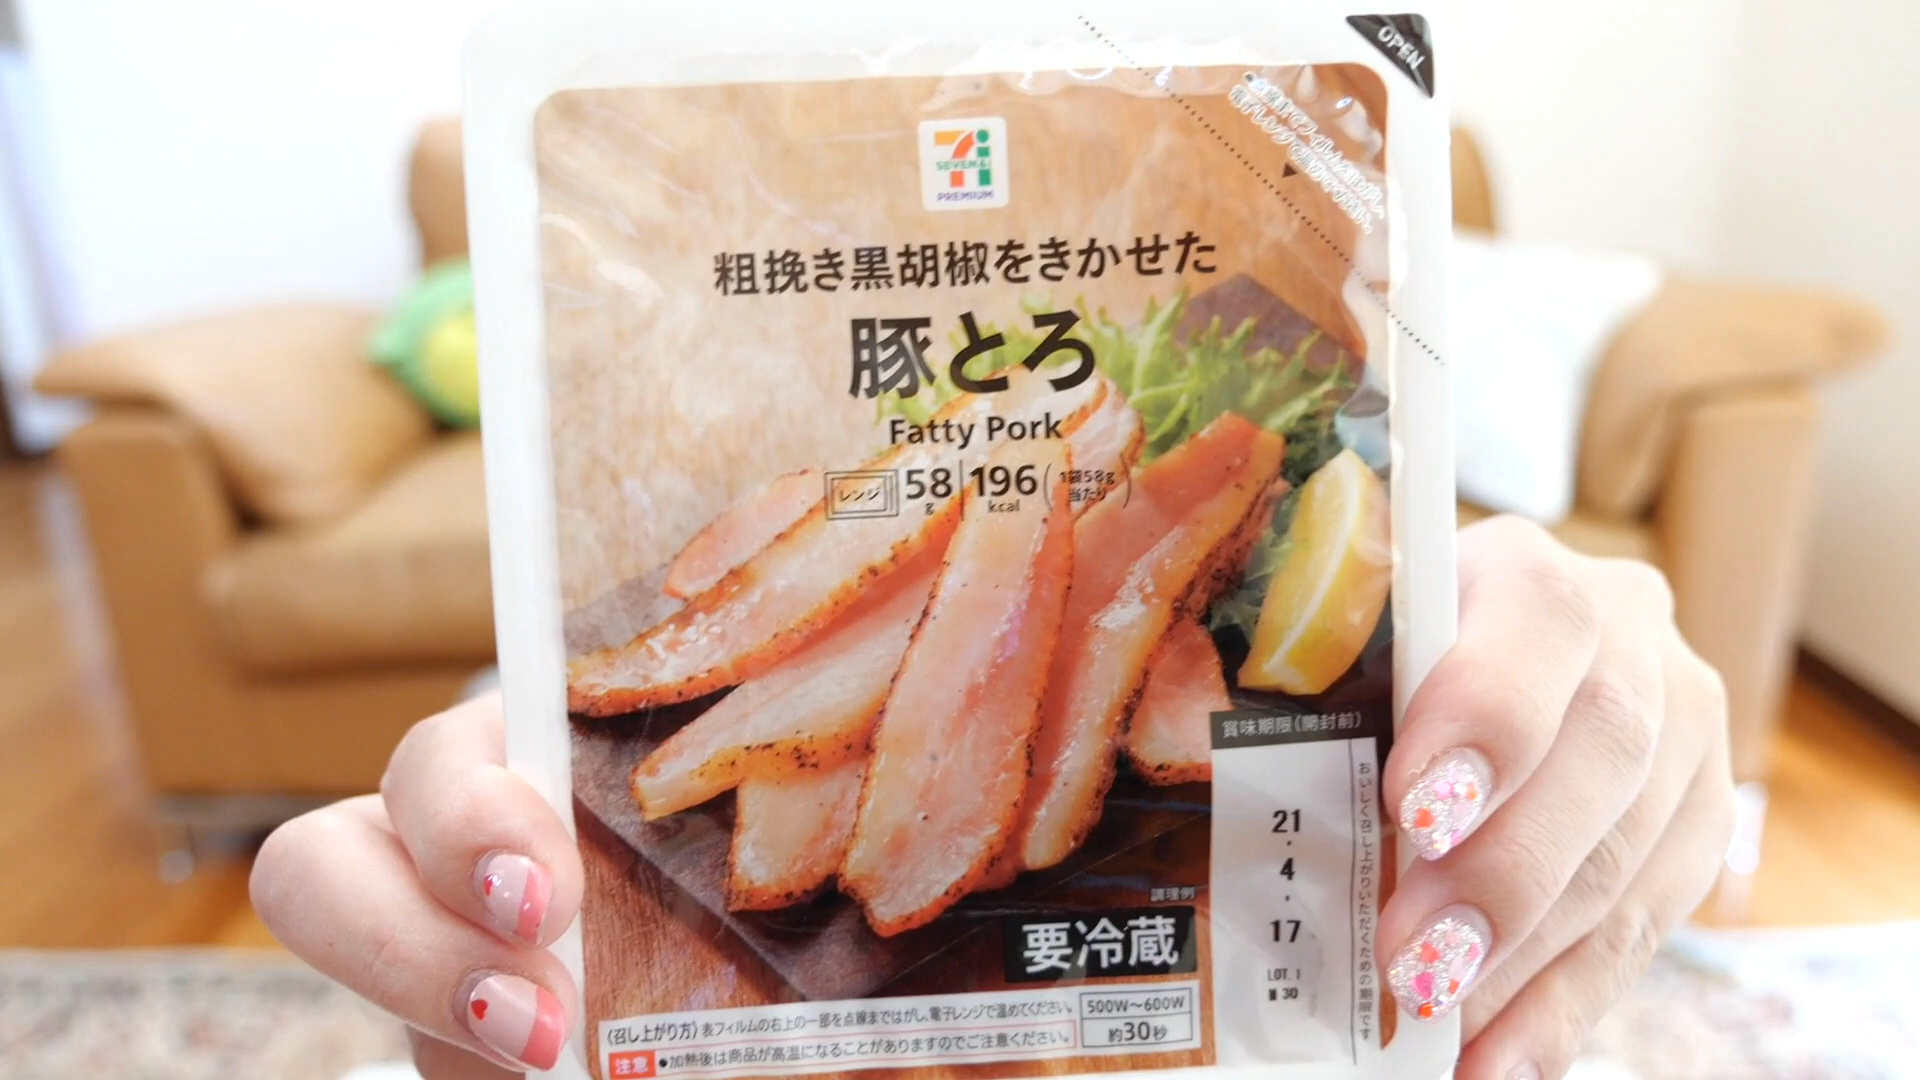 OPEN
SEVEN&i
PREMIUM
粗挽き黒胡椒をきかせた
豚とろ
Fatty Pork
レンジ 58g 196kcal (1袋58g当たり)
賞味期限(開封前)
21.4.17
LOT. 1
30
おいしく召し上がりいただくための期限です
調理例
要冷蔵
〈召し上がり方〉表フィルムの右上の一部を点線まではがし、電子レンジで温めてください。
500W〜600W
約30秒
注意 ●加熱後は商品が高温になることがありますのでご注意ください。